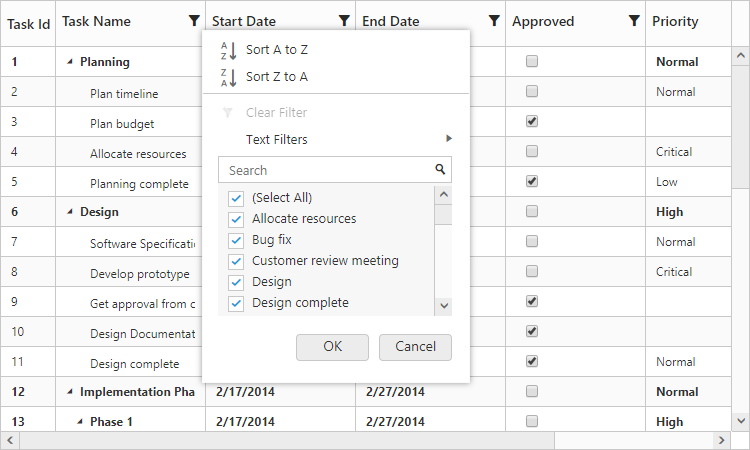 Task Id Task Name Start Date End Date Approved Priority
1 Planning Normal
2 Plan timeline Normal
3 Plan budget
4 Allocate resources Critical
5 Planning complete Low
6 Design High
7 Software Specificatio Normal
8 Develop prototype Critical
9 Get approval from c
10 Design Documentat
11 Design complete Normal
12 Implementation Pha 2/17/2014 2/27/2014 Normal
13 Phase 1 2/17/2014 2/27/2014 High
Sort A to Z
Sort Z to A
Clear Filter
Text Filters
Search
(Select All)
Allocate resources
Bug fix
Customer review meeting
Design
Design complete
OK Cancel